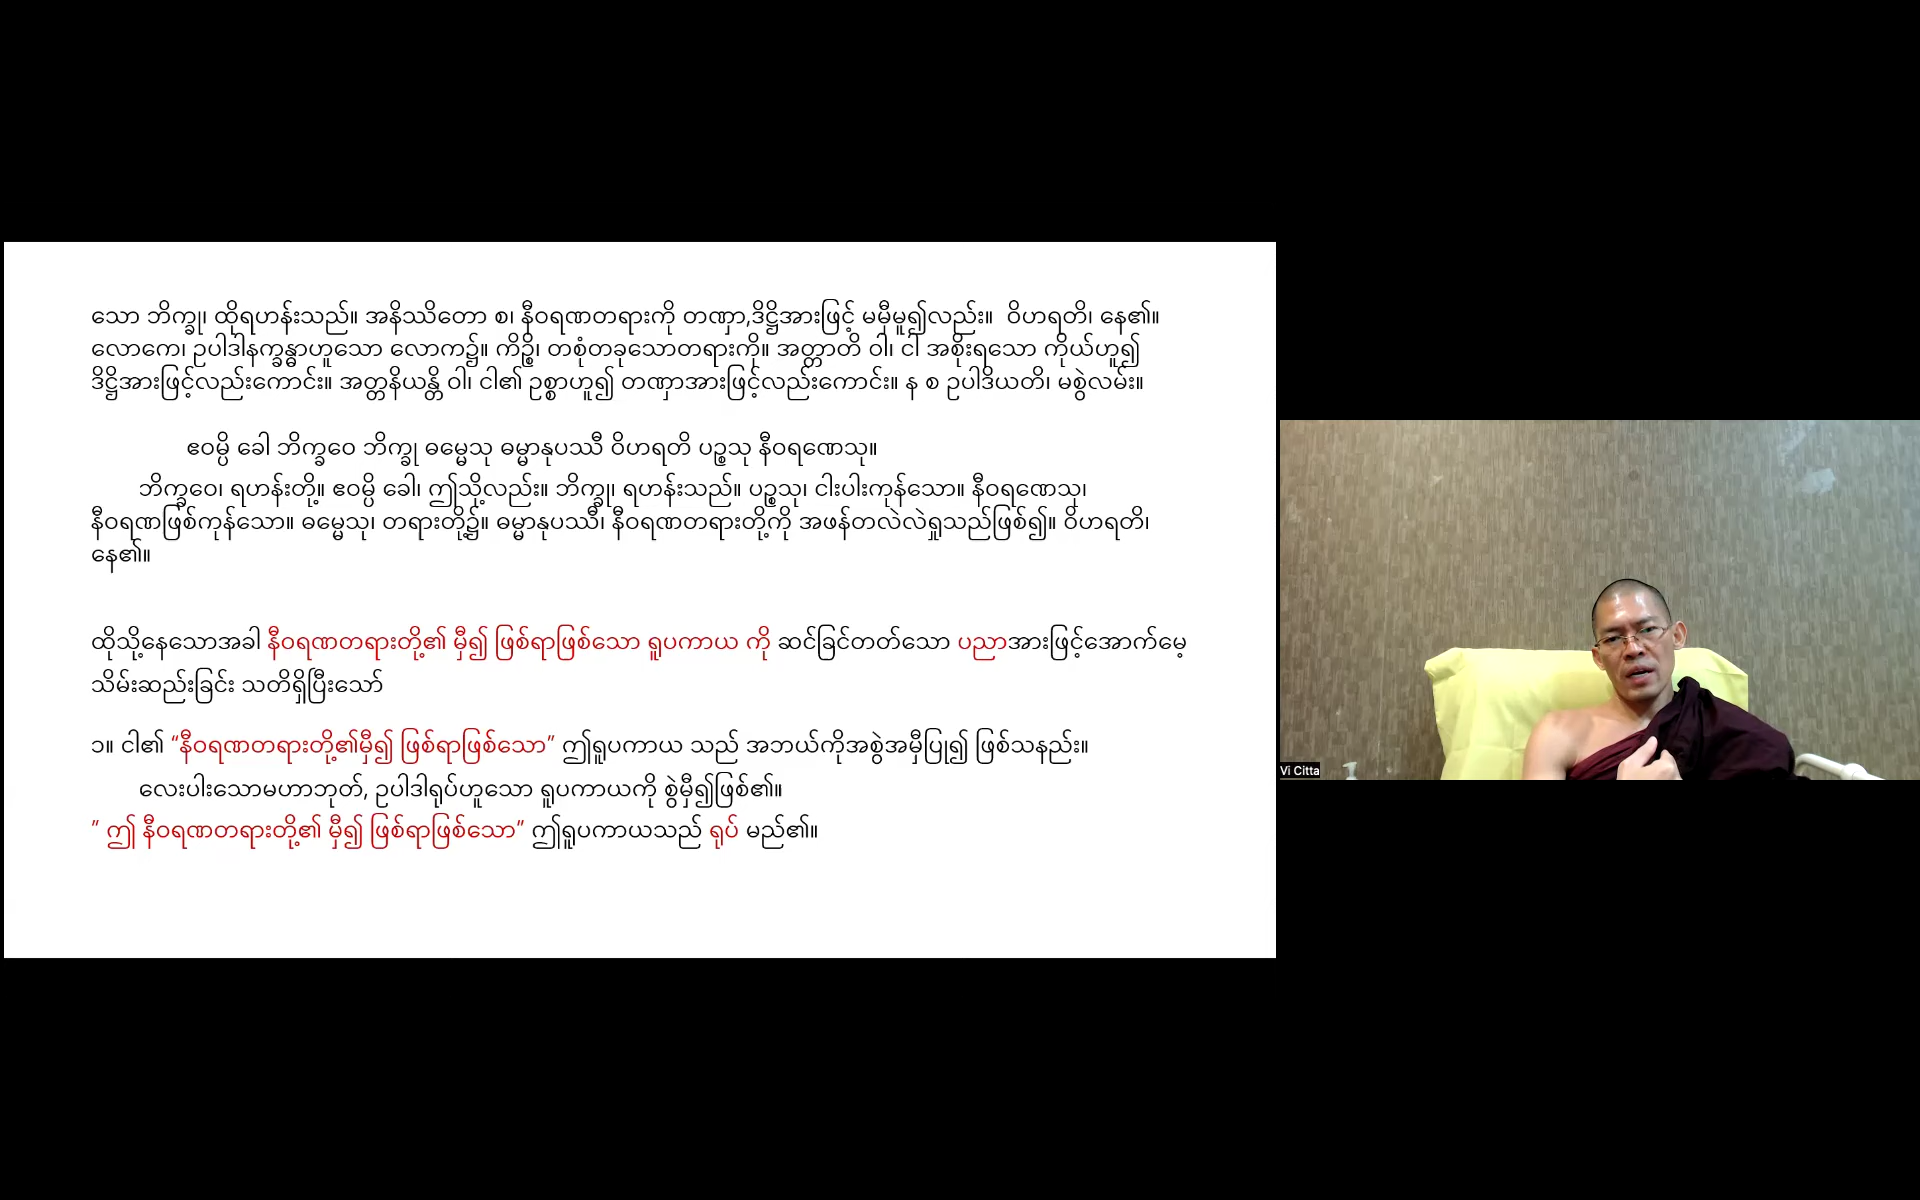 သော ဘိက္ခု၊ ထိုရဟန်းသည်။ အနိဿိတော စ၊ နီဝရဏတရားကို တဏှာ,ဒိဋ္ဌိအားဖြင့် မမှီမူ၍လည်း။ ဝိဟရတိ၊ နေ၏။
လောကေ၊ ဥပါဒါနက္ခန္ဓာဟူသော လောက၌။ ကိဉ္စိ၊ တစုံတခုသောတရားကို။ အတ္တာတိ ဝါ၊ ငါ အစိုးရသော ကိုယ်ဟူ၍
ဒိဋ္ဌိအားဖြင့်လည်းကောင်း။ အတ္တနိယန္တိ ဝါ၊ ငါ၏ ဥစ္စာဟူ၍ တဏှာအားဖြင့်လည်းကောင်း။ န စ ဥပါဒိယတိ၊ မစွဲလမ်း။
ဧဝမ္ပိ ခေါ ဘိက္ခဝေ ဘိက္ခု ဓမ္မေသု ဓမ္မာနုပဿီ ဝိဟရတိ ပဉ္စသု နီဝရဏေသု။
ဘိက္ခဝေ၊ ရဟန်းတို့။ ဧဝမ္ပိ ခေါ၊ ဤသို့လည်း။ ဘိက္ခု၊ ရဟန်းသည်။ ပဉ္စသု၊ ငါးပါးကုန်သော။ နီဝရဏေသု၊
နီဝရဏဖြစ်ကုန်သော။ ဓမ္မေသု၊ တရားတို့၌။ ဓမ္မာနုပဿီ၊ နီဝရဏတရားတို့ကို အဖန်တလဲလဲရှုသည်ဖြစ်၍။ ဝိဟရတိ၊
နေ၏။
ထိုသို့နေသောအခါ နီဝရဏတရားတို့၏ မှီ၍ ဖြစ်ရာဖြစ်သော ရူပကာယ ကို ဆင်ခြင်တတ်သော ပညာအားဖြင့်အောက်မေ့
သိမ်းဆည်းခြင်း သတိရှိပြီးသော်
၁။ ငါ၏ “နီဝရဏတရားတို့၏မှီ၍ ဖြစ်ရာဖြစ်သော” ဤရူပကာယ သည် အဘယ်ကိုအစွဲအမှီပြု၍ ဖြစ်သနည်း။
လေးပါးသောမဟာဘုတ်, ဥပါဒါရုပ်ဟူသော ရူပကာယကို စွဲမှီ၍ဖြစ်၏။
” ဤ နီဝရဏတရားတို့၏ မှီ၍ ဖြစ်ရာဖြစ်သော” ဤရူပကာယသည် ရုပ် မည်၏။
Vi Citta